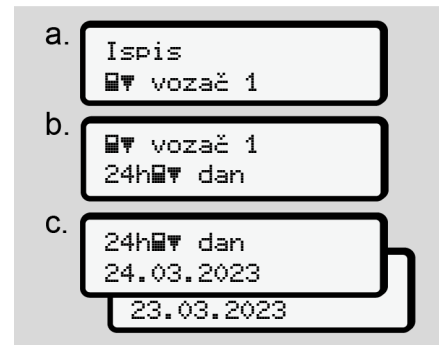 a.
Ispis
🖩▼ vozač 1
b.
🖩▼ vozač 1
24h🖩▼ dan
c.
24h🖩▼ dan
24.03.2023
23.03.2023